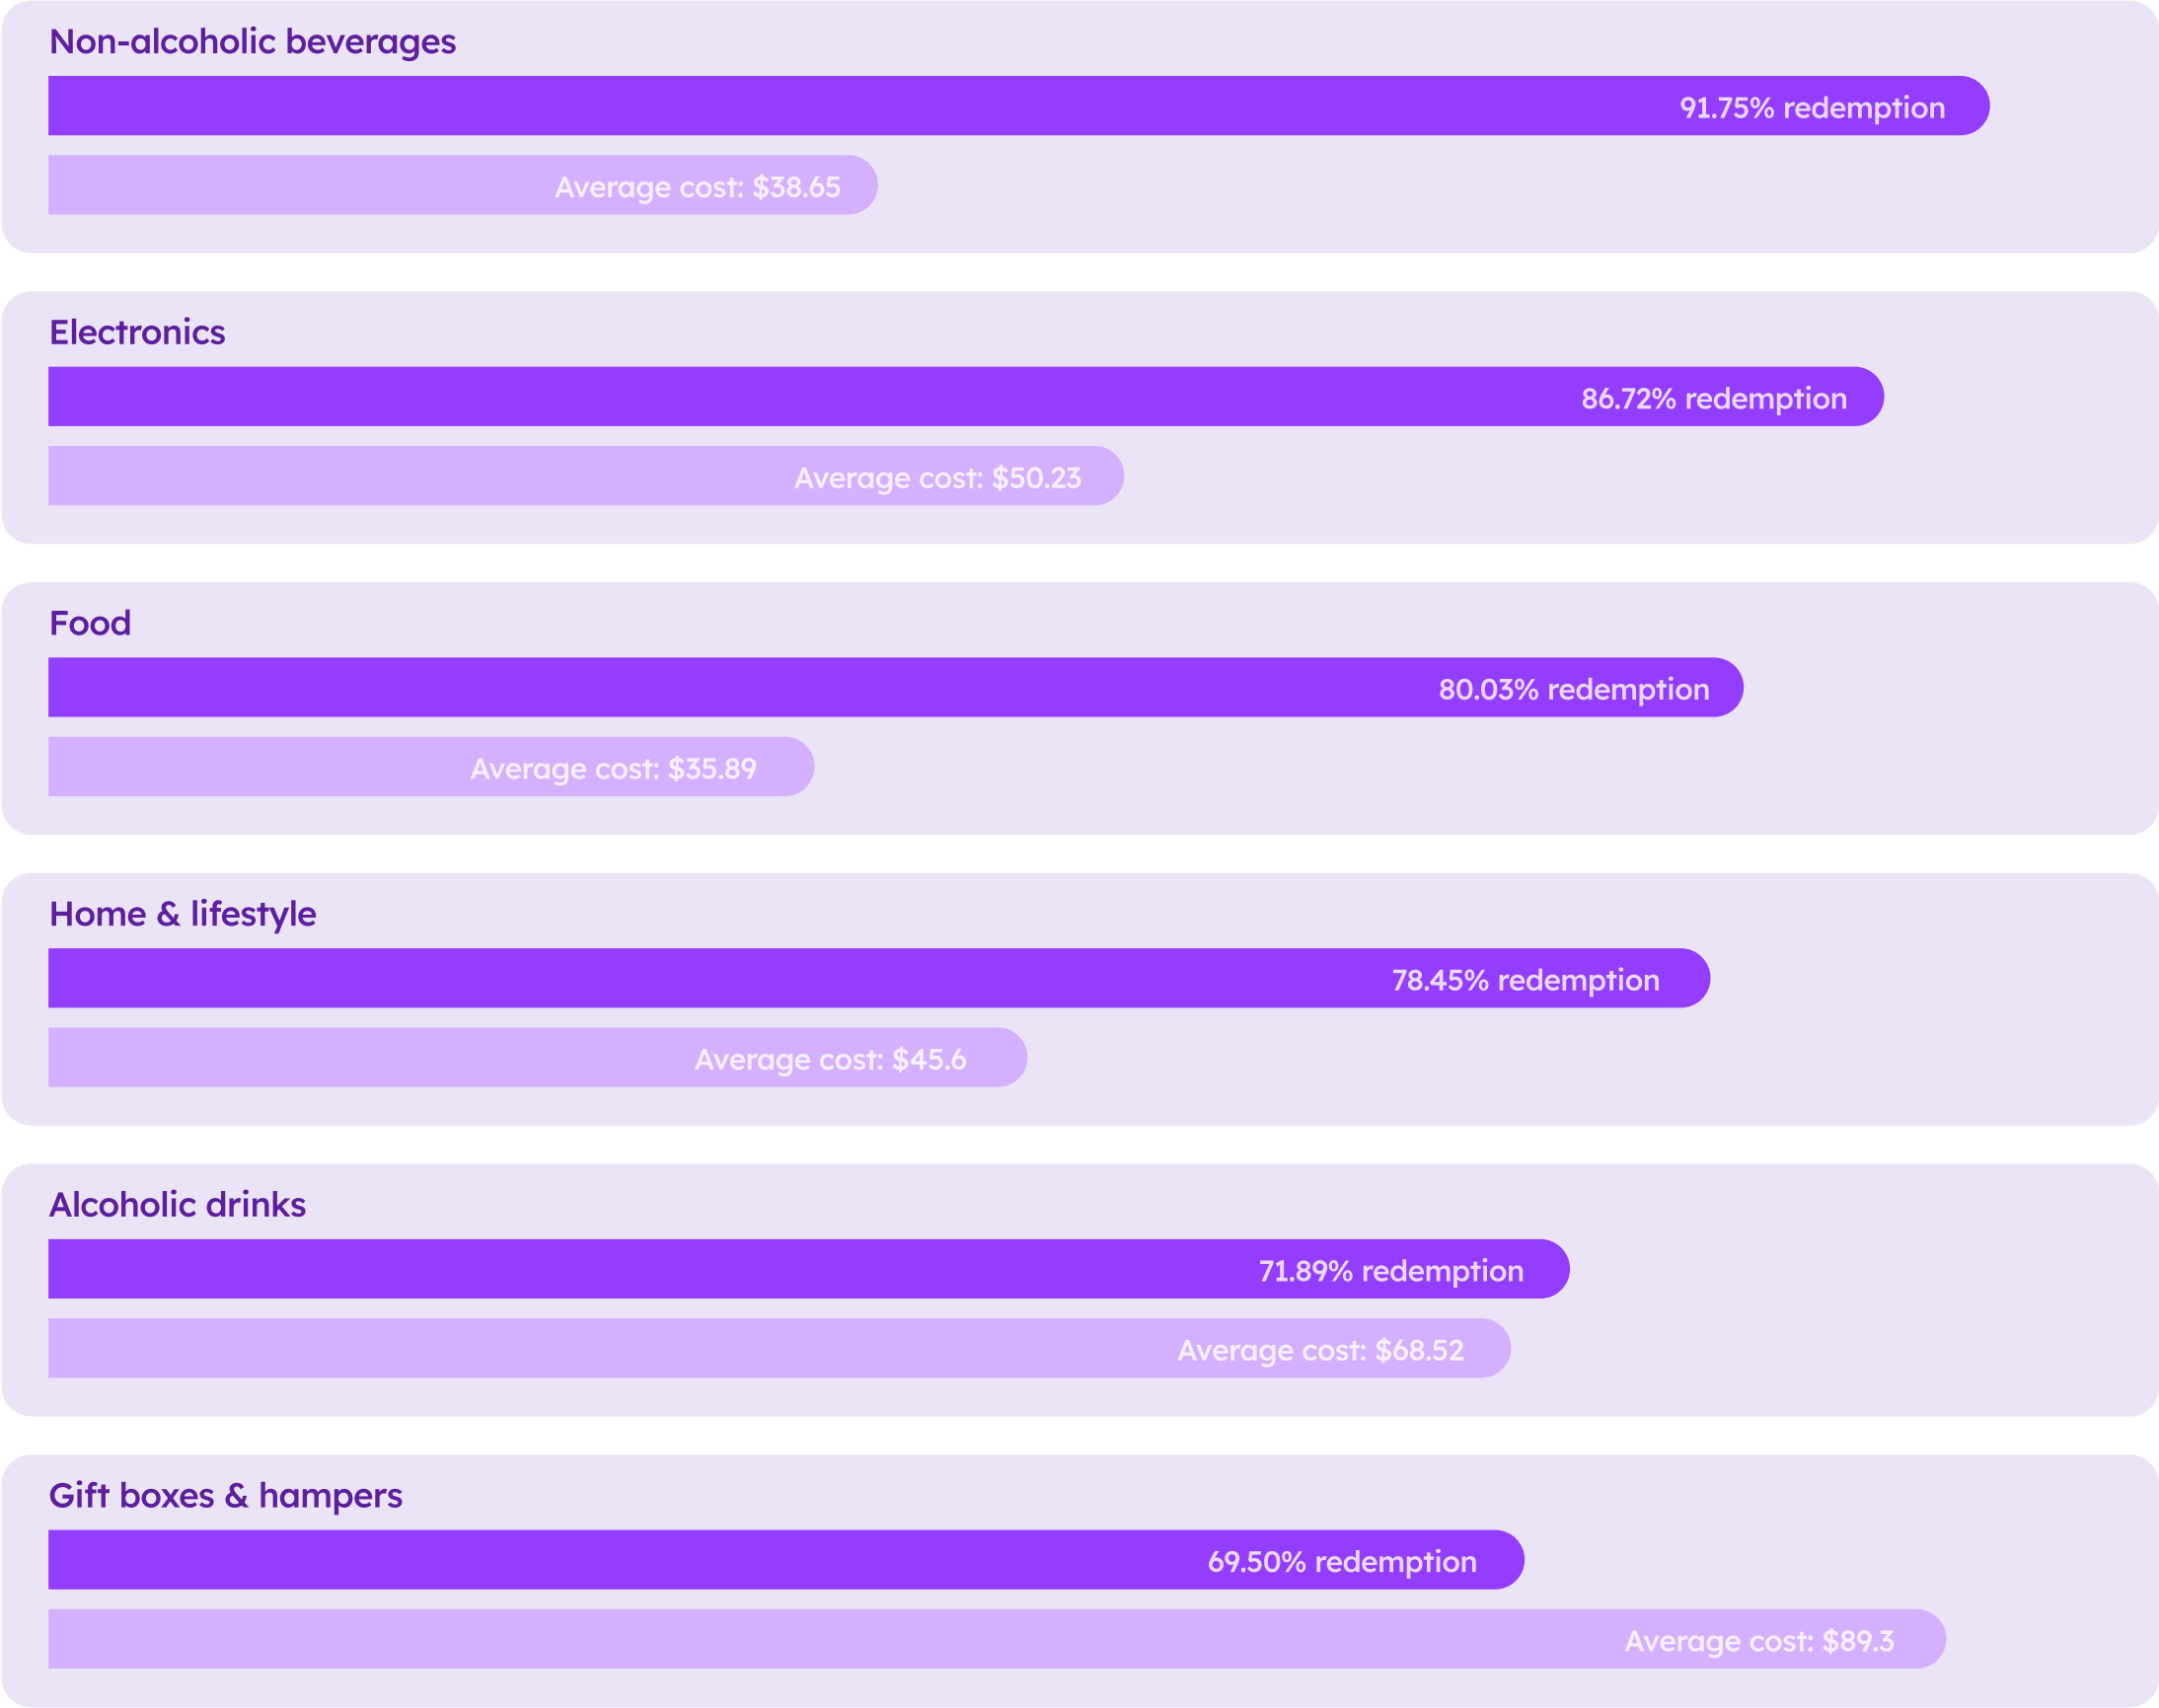 Non-alcoholic beverages
91.75% redemption
Average cost: $38.65
Electronics
86.72% redemption
Average cost: $50.23
Food
80.03% redemption
Average cost: $35.89
Home & lifestyle
78.45% redemption
Average cost: $45.6
Alcoholic drinks
71.89% redemption
Average cost: $68.52
Gift boxes & hampers
69.50% redemption
Average cost: $89.3